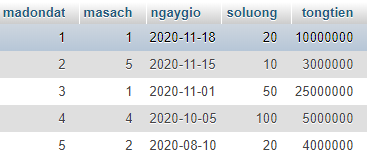 madondat masach ngaygio soluong tongtien
1 1 2020-11-18 20 10000000
2 5 2020-11-15 10 3000000
3 1 2020-11-01 50 25000000
4 4 2020-10-05 100 5000000
5 2 2020-08-10 20 4000000